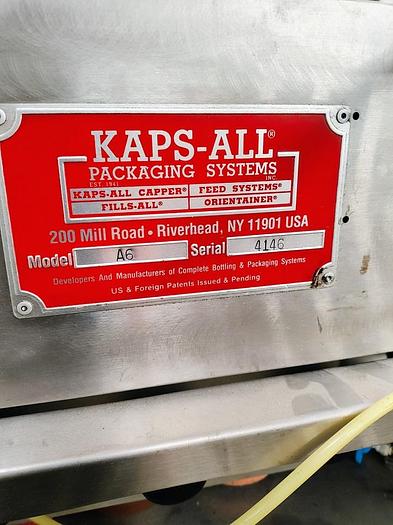 KAPS-ALL®
PACKAGING SYSTEMS
EST. 1941 INC.
KAPS-ALL CAPPER® FEED SYSTEMS®
FILLS-ALL® ORIENTAINER®
200 Mill Road • Riverhead, NY 11901 USA
Model A6 Serial 4146
Developers And Manufacturers of Complete Bottling & Packaging Systems
US & Foreign Patents Issued & Pending